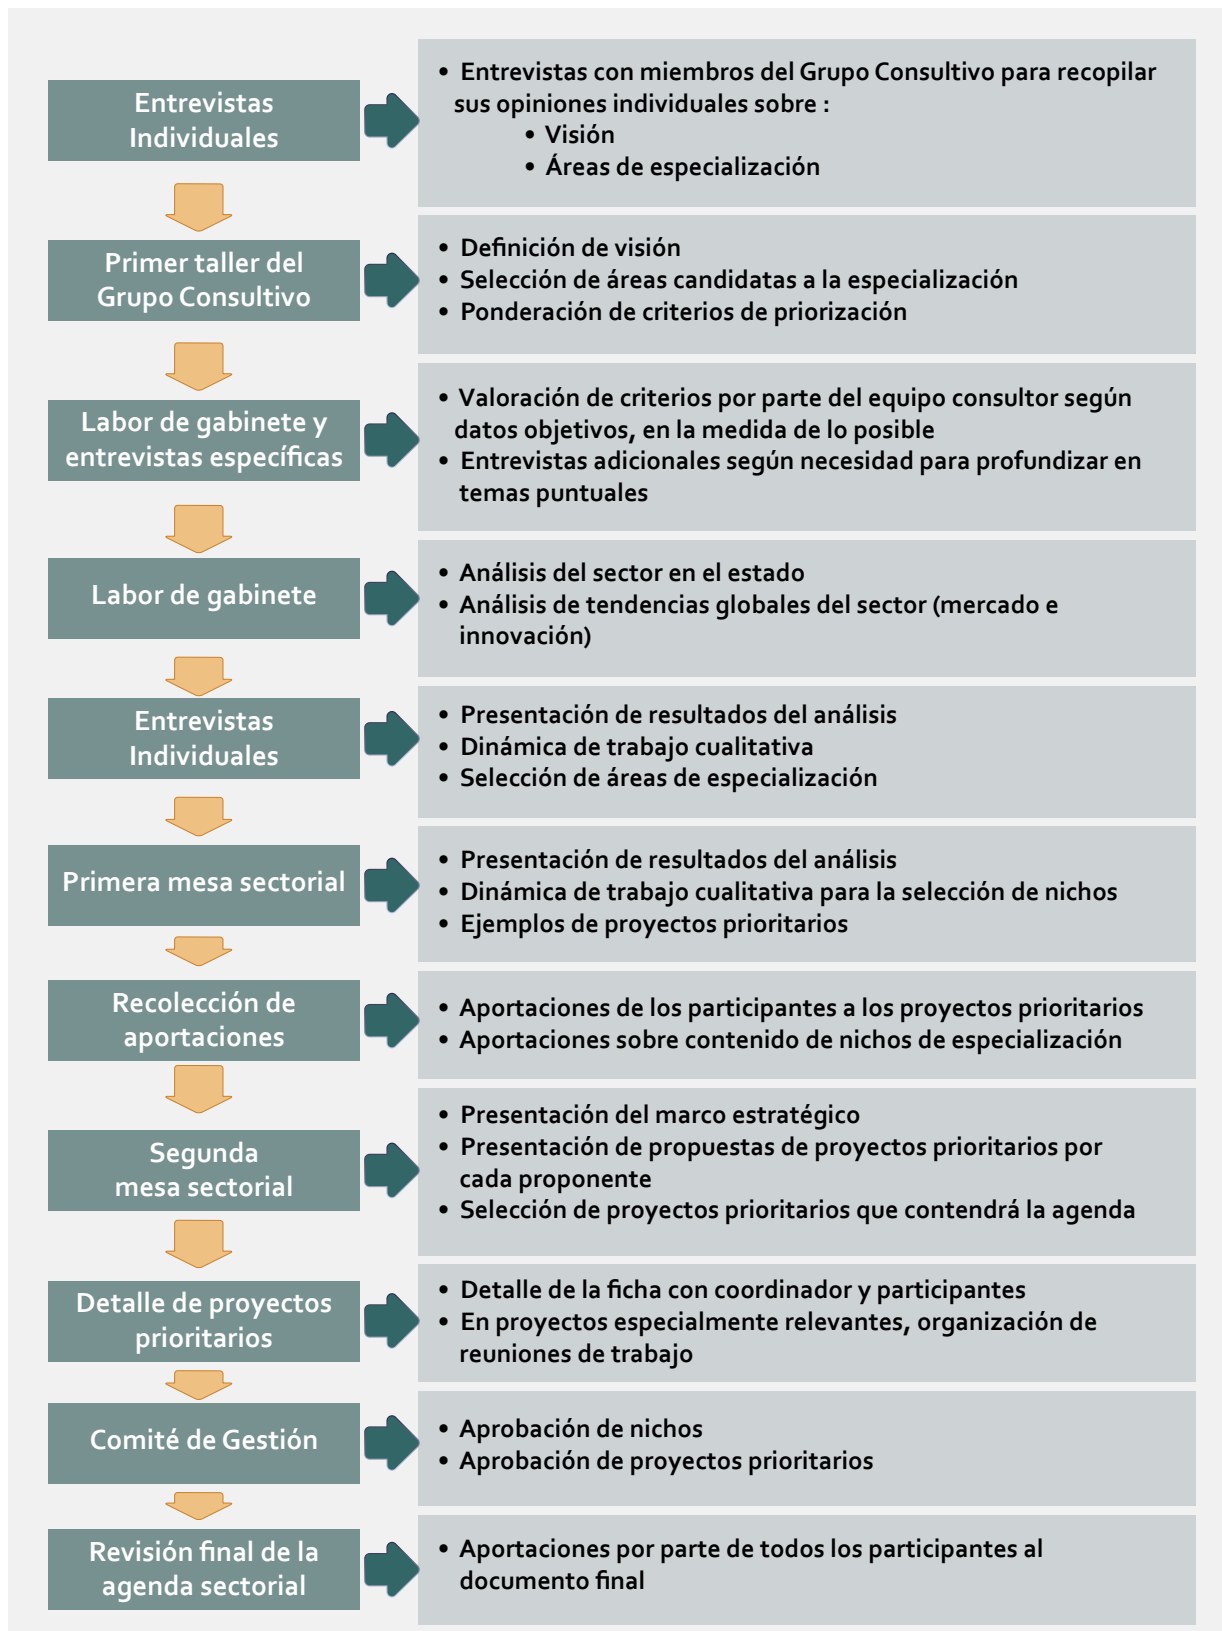 Entrevistas
Individuales
• Entrevistas con miembros del Grupo Consultivo para recopilar
sus opiniones individuales sobre :
• Visión
• Áreas de especialización
Primer taller del
Grupo Consultivo
• Definición de visión
• Selección de áreas candidatas a la especialización
• Ponderación de criterios de priorización
Labor de gabinete y
entrevistas específicas
• Valoración de criterios por parte del equipo consultor según
datos objetivos, en la medida de lo posible
• Entrevistas adicionales según necesidad para profundizar en
temas puntuales
Labor de gabinete
• Análisis del sector en el estado
• Análisis de tendencias globales del sector (mercado e
innovación)
Entrevistas
Individuales
• Presentación de resultados del análisis
• Dinámica de trabajo cualitativa
• Selección de áreas de especialización
Primera mesa sectorial
• Presentación de resultados del análisis
• Dinámica de trabajo cualitativa para la selección de nichos
• Ejemplos de proyectos prioritarios
Recolección de
aportaciones
• Aportaciones de los participantes a los proyectos prioritarios
• Aportaciones sobre contenido de nichos de especialización
Segunda
mesa sectorial
• Presentación del marco estratégico
• Presentación de propuestas de proyectos prioritarios por
cada proponente
• Selección de proyectos prioritarios que contendrá la agenda
Detalle de proyectos
prioritarios
• Detalle de la ficha con coordinador y participantes
• En proyectos especialmente relevantes, organización de
reuniones de trabajo
Comité de Gestión
• Aprobación de nichos
• Aprobación de proyectos prioritarios
Revisión final de la
agenda sectorial
• Aportaciones por parte de todos los participantes al
documento final